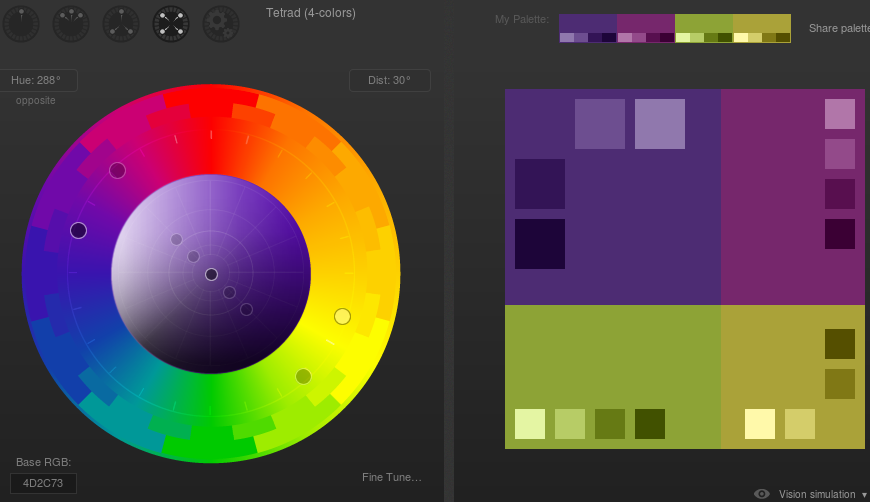 Tetrad (4-colors)
My Palette:
Share palette
Hue: 288°
Dist: 30°
opposite
Base RGB:
4D2C73
Fine Tune...
Vision simulation